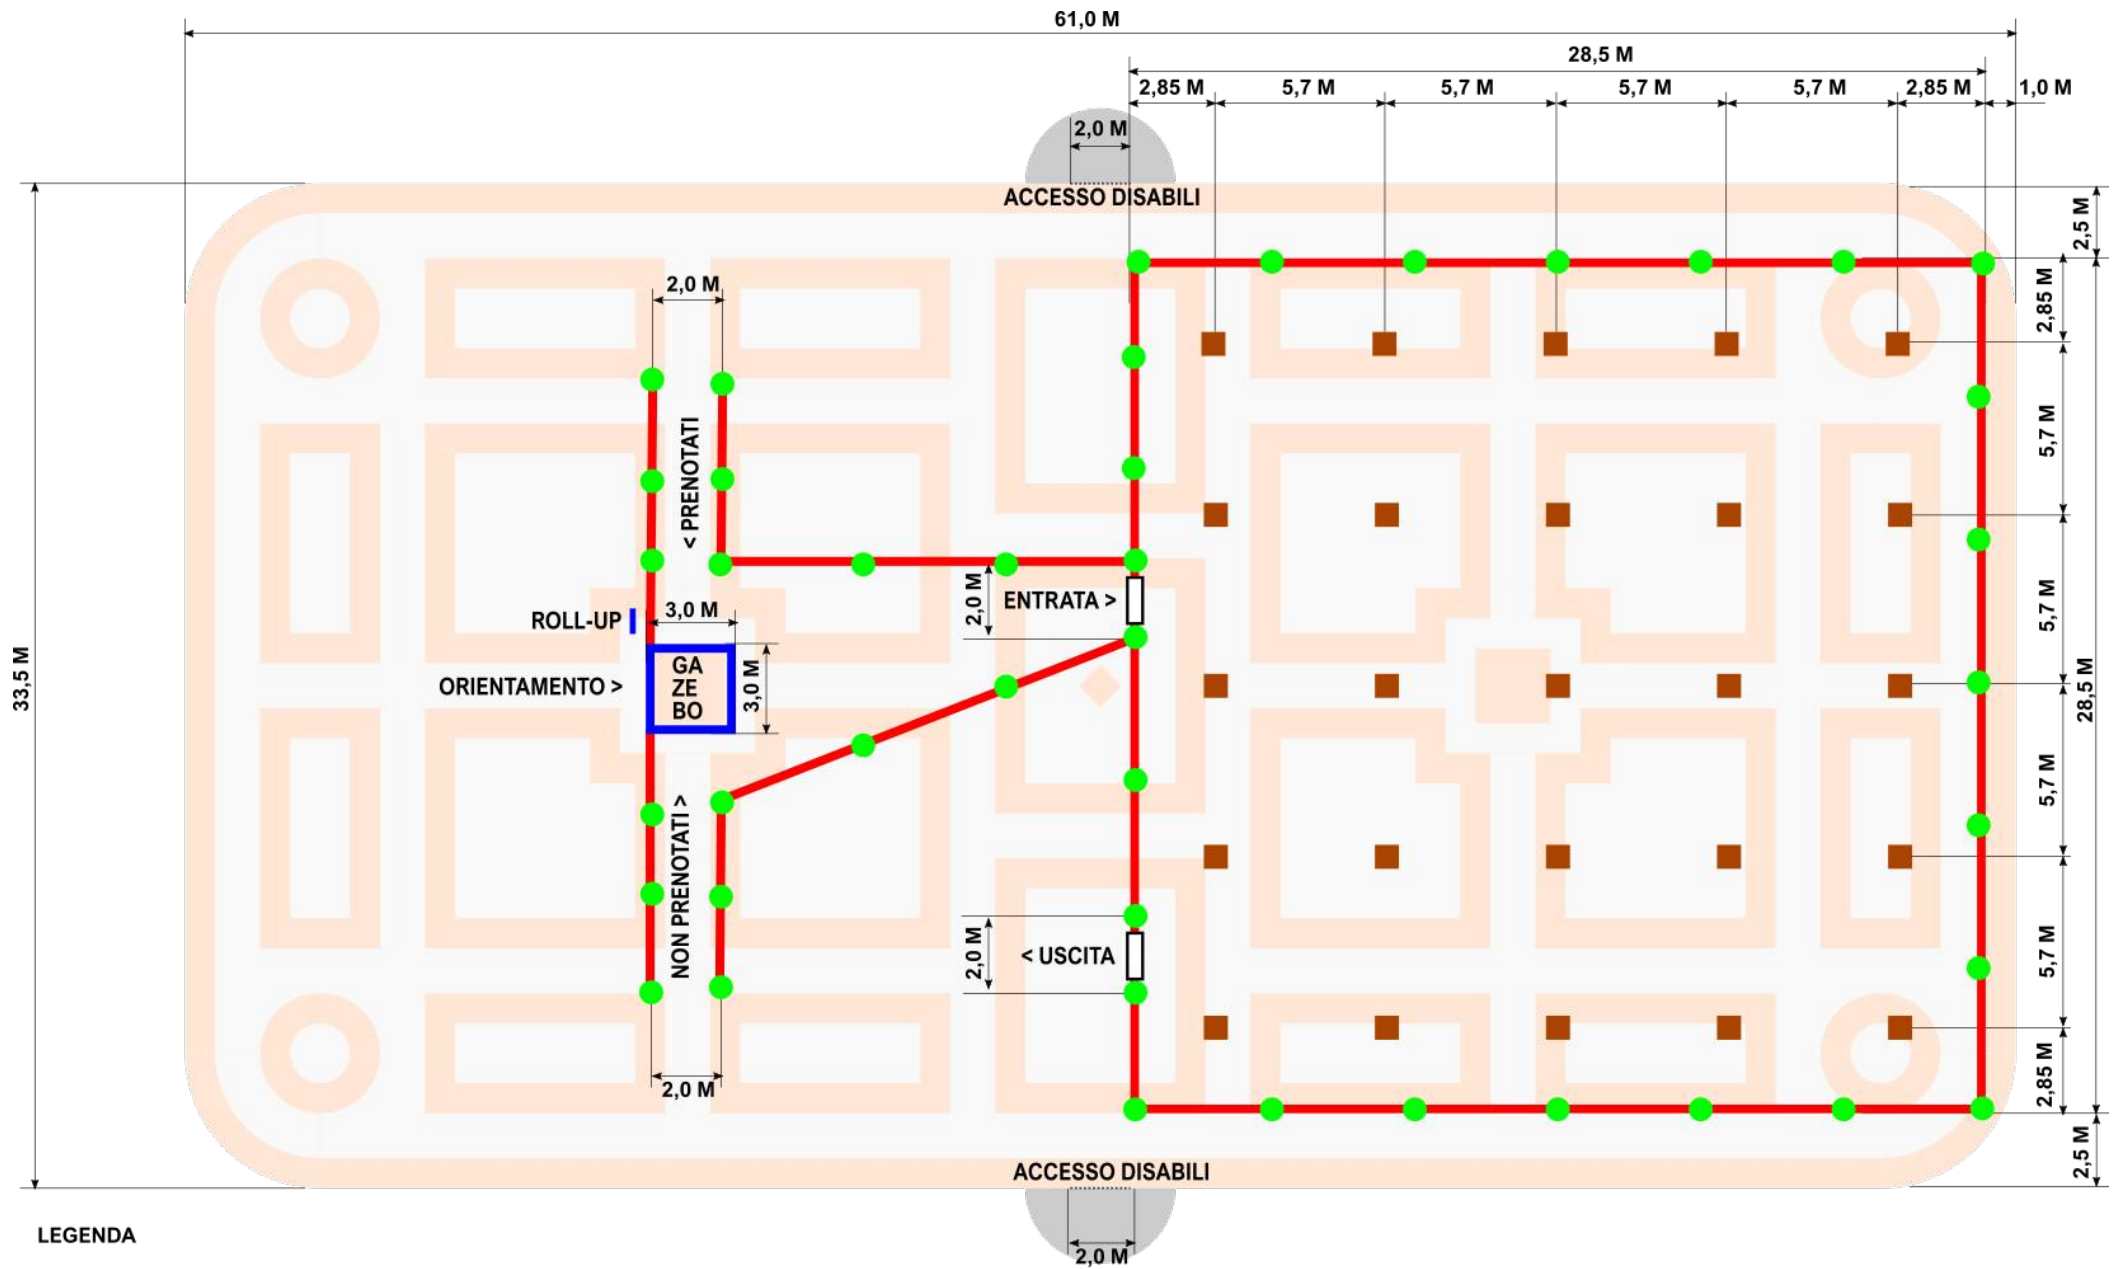 61,0 M
28,5 M
2,85 M
5,7 M
5,7 M
5,7 M
5,7 M
2,85 M
1,0 M
2,0 M
ACCESSO DISABILI
2,5 M
2,85 M
5,7 M
5,7 M
5,7 M
5,7 M
2,85 M
2,5 M
28,5 M
33,5 M
2,0 M
< PRENOTATI
ROLL-UP
3,0 M
2,0 M
ENTRATA >
ORIENTAMENTO >
GA
ZE
BO
3,0 M
NON PRENOTATI >
2,0 M
< USCITA
2,0 M
ACCESSO DISABILI
2,0 M
LEGENDA